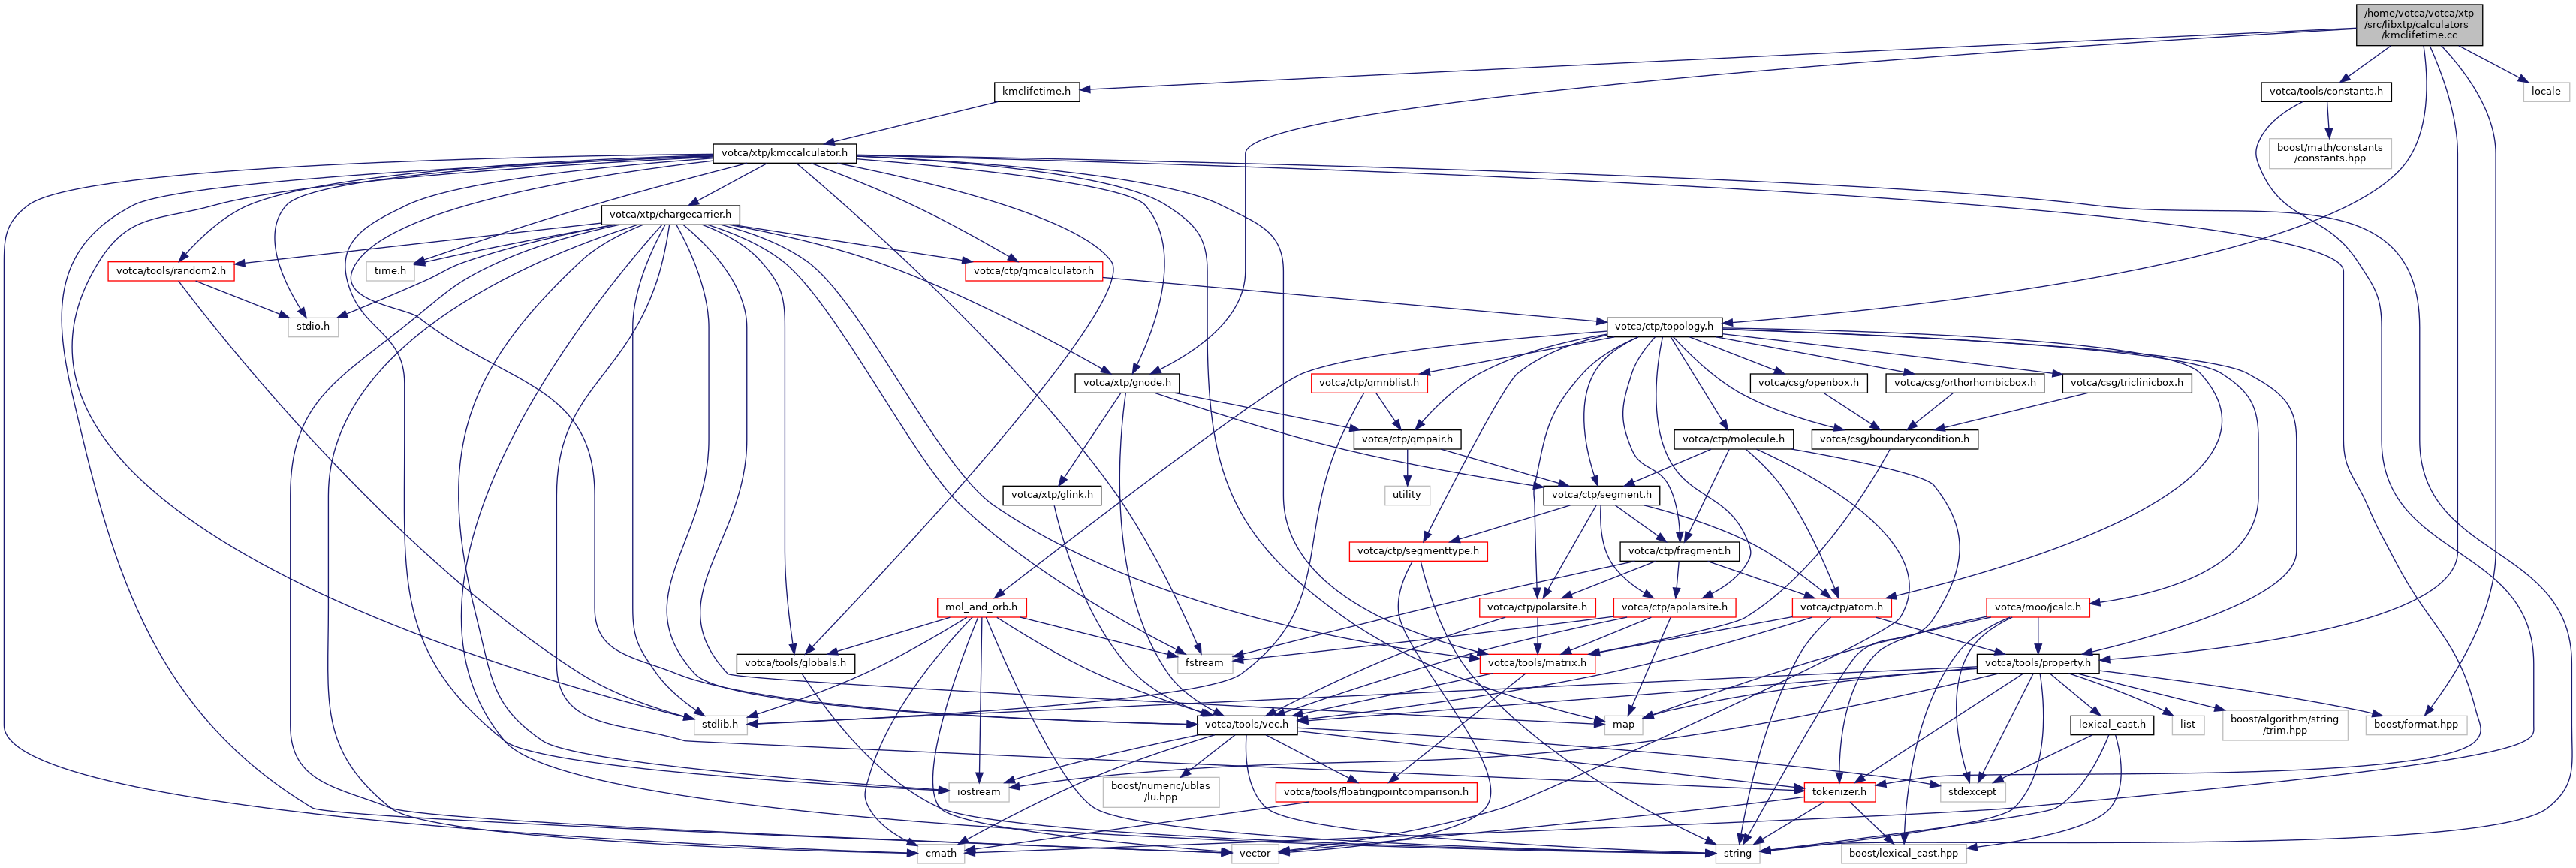 /home/votca/votca/xtp
/src/libxtp/calculators
/kmclifetime.cc
kmclifetime.h
votca/tools/constants.h
locale
votca/xtp/kmccalculator.h
boost/math/constants
/constants.hpp
votca/xtp/chargecarrier.h
votca/tools/random2.h
time.h
votca/ctp/qmcalculator.h
stdio.h
votca/ctp/topology.h
votca/xtp/gnode.h
votca/ctp/qmnblist.h
votca/csg/openbox.h
votca/csg/orthorhombicbox.h
votca/csg/triclinicbox.h
votca/ctp/qmpair.h
votca/ctp/molecule.h
votca/csg/boundarycondition.h
votca/xtp/glink.h
utility
votca/ctp/segment.h
votca/ctp/segmenttype.h
votca/ctp/fragment.h
mol_and_orb.h
votca/ctp/polarsite.h
votca/ctp/apolarsite.h
votca/ctp/atom.h
votca/moo/jcalc.h
votca/tools/globals.h
fstream
votca/tools/matrix.h
votca/tools/property.h
stdlib.h
votca/tools/vec.h
map
lexical_cast.h
list
boost/algorithm/string
/trim.hpp
boost/format.hpp
iostream
boost/numeric/ublas
/lu.hpp
votca/tools/floatingpointcomparison.h
tokenizer.h
stdexcept
cmath
vector
string
boost/lexical_cast.hpp